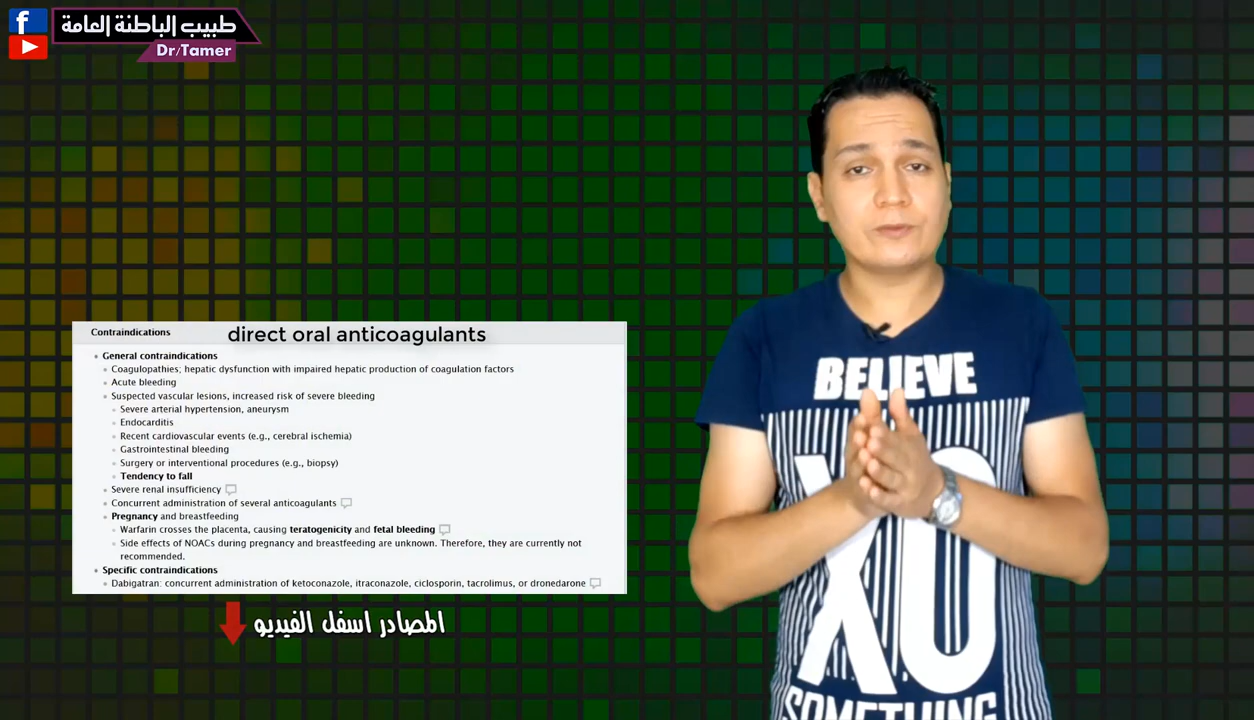 f
طبيب الباطنة العامة
Dr/Tamer
Contraindications
direct oral anticoagulants
General contraindications
Coagulopathies; hepatic dysfunction with impaired hepatic production of coagulation factors
Acute bleeding
Suspected vascular lesions, increased risk of severe bleeding
Severe arterial hypertension, aneurysm
Endocarditis
Recent cardiovascular events (e.g., cerebral ischemia)
Gastrointestinal bleeding
Surgery or interventional procedures (e.g., biopsy)
Tendency to fall
Severe renal insufficiency
Concurrent administration of several anticoagulants
Pregnancy and breastfeeding
Warfarin crosses the placenta, causing teratogenicity and fetal bleeding
Side effects of NOACs during pregnancy and breastfeeding are unknown. Therefore, they are currently not
recommended.
Specific contraindications
Dabigatran: concurrent administration of ketoconazole, itraconazole, ciclosporin, tacrolimus, or dronedarone
المصادر اسفل الفيديو
BELIEVE
XO
SOMETHING